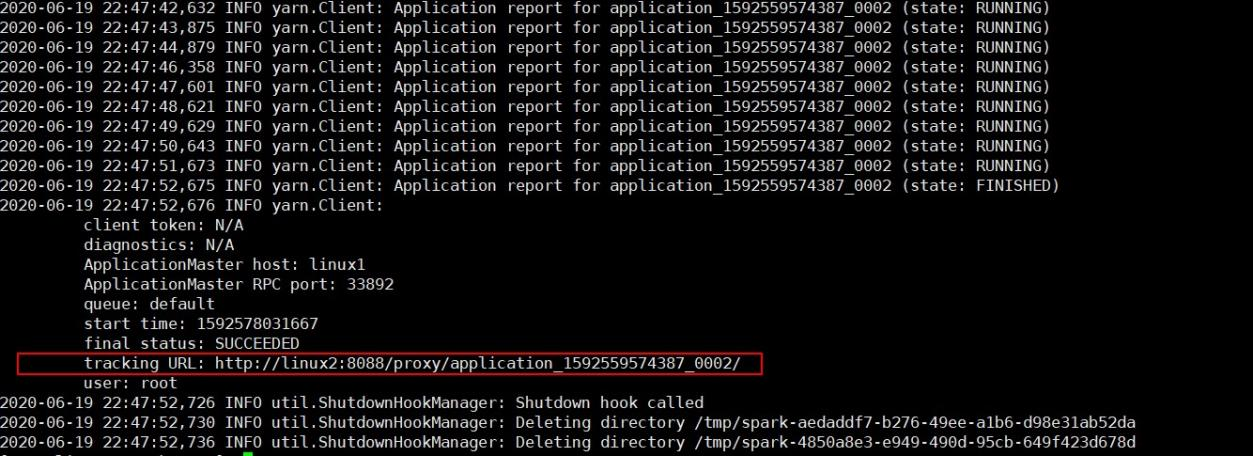 2020-06-19 22:47:42,632 INFO yarn.Client: Application report for application_1592559574387_0002 (state: RUNNING)
2020-06-19 22:47:43,875 INFO yarn.Client: Application report for application_1592559574387_0002 (state: RUNNING)
2020-06-19 22:47:44,879 INFO yarn.Client: Application report for application_1592559574387_0002 (state: RUNNING)
2020-06-19 22:47:46,358 INFO yarn.Client: Application report for application_1592559574387_0002 (state: RUNNING)
2020-06-19 22:47:47,601 INFO yarn.Client: Application report for application_1592559574387_0002 (state: RUNNING)
2020-06-19 22:47:48,621 INFO yarn.Client: Application report for application_1592559574387_0002 (state: RUNNING)
2020-06-19 22:47:49,629 INFO yarn.Client: Application report for application_1592559574387_0002 (state: RUNNING)
2020-06-19 22:47:50,643 INFO yarn.Client: Application report for application_1592559574387_0002 (state: RUNNING)
2020-06-19 22:47:51,673 INFO yarn.Client: Application report for application_1592559574387_0002 (state: RUNNING)
2020-06-19 22:47:52,675 INFO yarn.Client: Application report for application_1592559574387_0002 (state: FINISHED)
2020-06-19 22:47:52,676 INFO yarn.Client:
client token: N/A
diagnostics: N/A
ApplicationMaster host: linux1
ApplicationMaster RPC port: 33892
queue: default
start time: 1592578031667
final status: SUCCEEDED
tracking URL: http://linux2:8088/proxy/application_1592559574387_0002/
user: root
2020-06-19 22:47:52,726 INFO util.ShutdownHookManager: Shutdown hook called
2020-06-19 22:47:52,730 INFO util.ShutdownHookManager: Deleting directory /tmp/spark-aedaddf7-b276-49ee-a1b6-d98e31ab52da
2020-06-19 22:47:52,736 INFO util.ShutdownHookManager: Deleting directory /tmp/spark-4850a8e3-e949-490d-95cb-649f423d678d